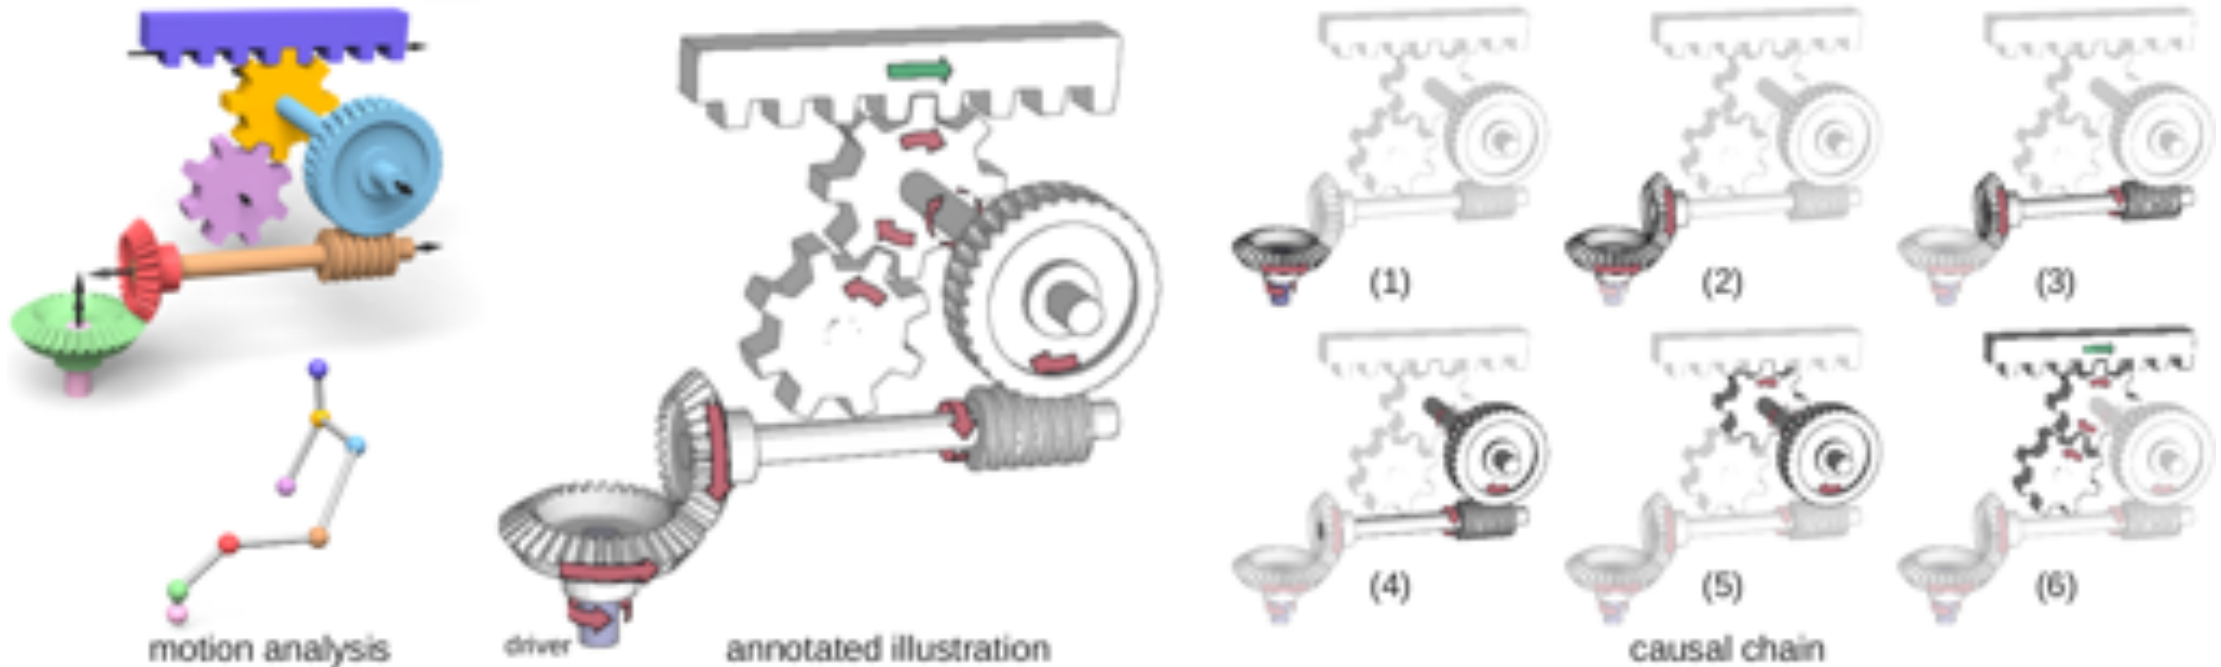 (1)
(2)
(3)
(4)
(5)
(6)
motion analysis
driver
annotated illustration
causal chain